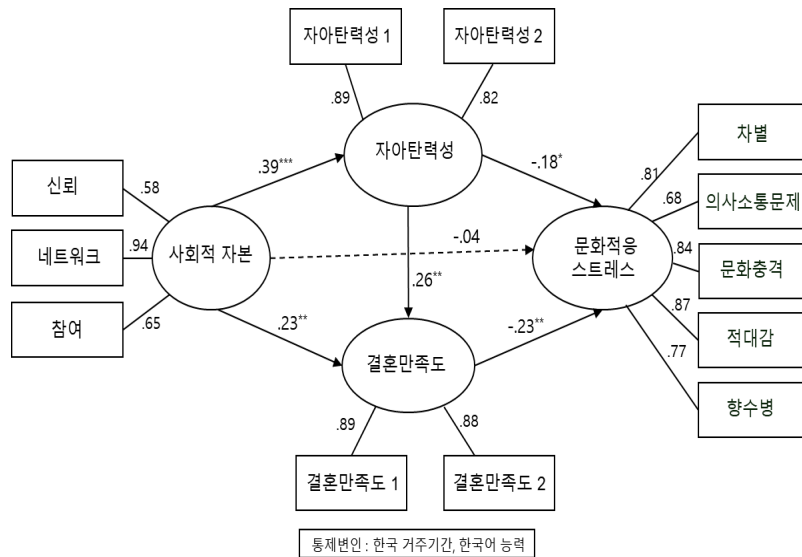 자아탄력성 1
자아탄력성 2
.89
.82
자아탄력성
차별
신뢰
.58
.39***
-.18*
.81
.68
의사소통문제
네트워크
.94
사회적 자본
-.04
문화적응
스트레스
.84
문화충격
참여
.65
.26**
.23**
-.23**
.87
적대감
.77
결혼만족도
향수병
.89
.88
결혼만족도 1
결혼만족도 2
통제변인 : 한국 거주기간, 한국어 능력